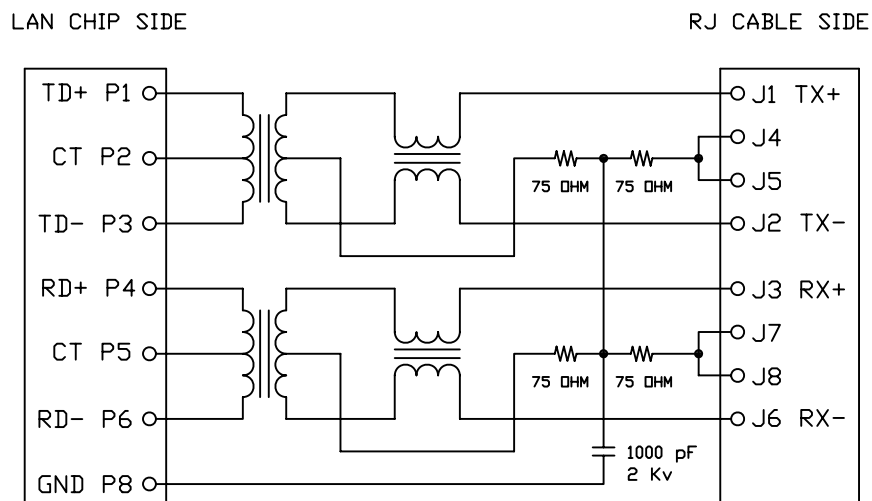 LAN CHIP SIDE
RJ CABLE SIDE
TD+ P1
J1 TX+
J4
CT P2
75 OHM
75 OHM
J5
TD- P3
J2 TX-
RD+ P4
J3 RX+
J7
CT P5
75 OHM
75 OHM
J8
RD- P6
J6 RX-
1000 pF
2 Kv
GND P8